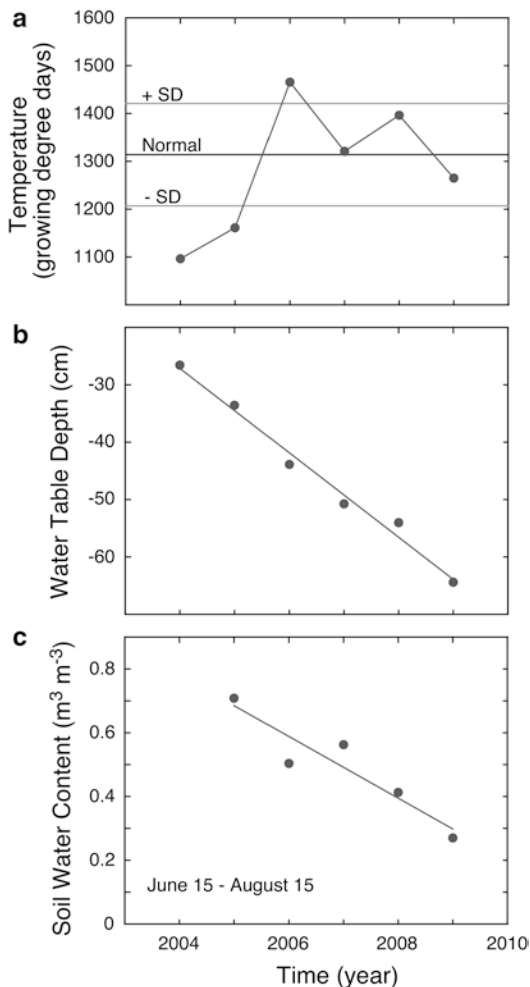 a
1600
1500
1400
1300
1200
1100
Temperature
(growing degree days)
+ SD
Normal
- SD
b
-30
-40
-50
-60
Water Table Depth (cm)
c
0.8
0.6
0.4
0.2
0
Soil Water Content (m³ m⁻³)
June 15 - August 15
2004 2006 2008 2010
Time (year)